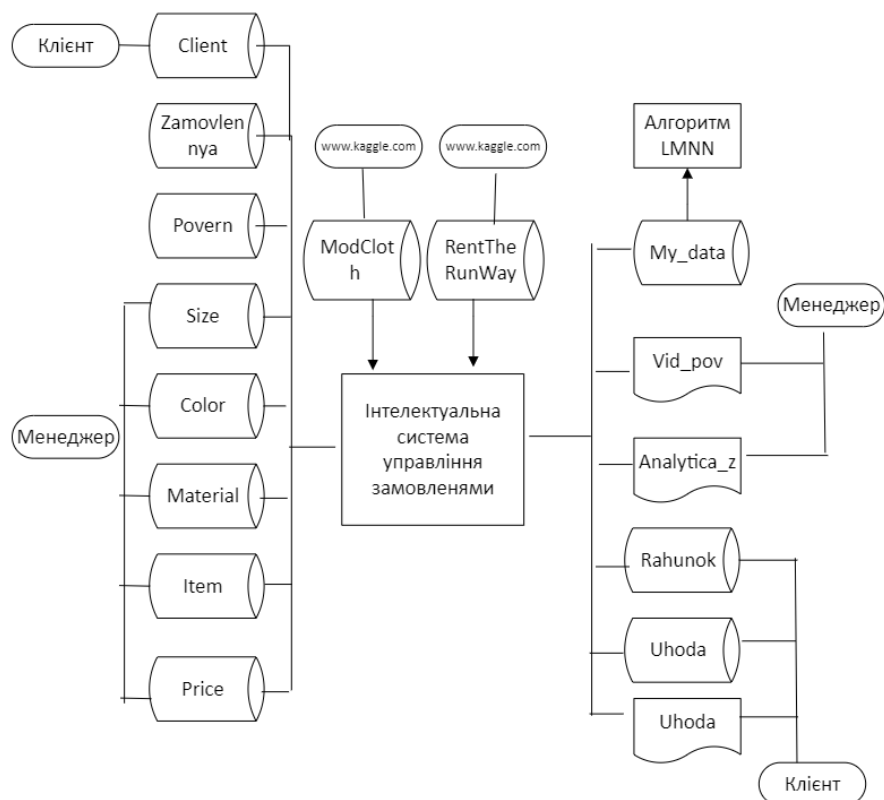 Клієнт
Client
Zamovlen
nya
Povern
Size
Color
Менеджер
Material
Item
Price
www.kaggle.com
www.kaggle.com
ModClot
h
RentThe
RunWay
Інтелектуальна
система
управління
замовленями
Алгоритм
LMNN
My_data
Менеджер
Vid_pov
Analytica_z
Rahunok
Uhoda
Uhoda
Клієнт